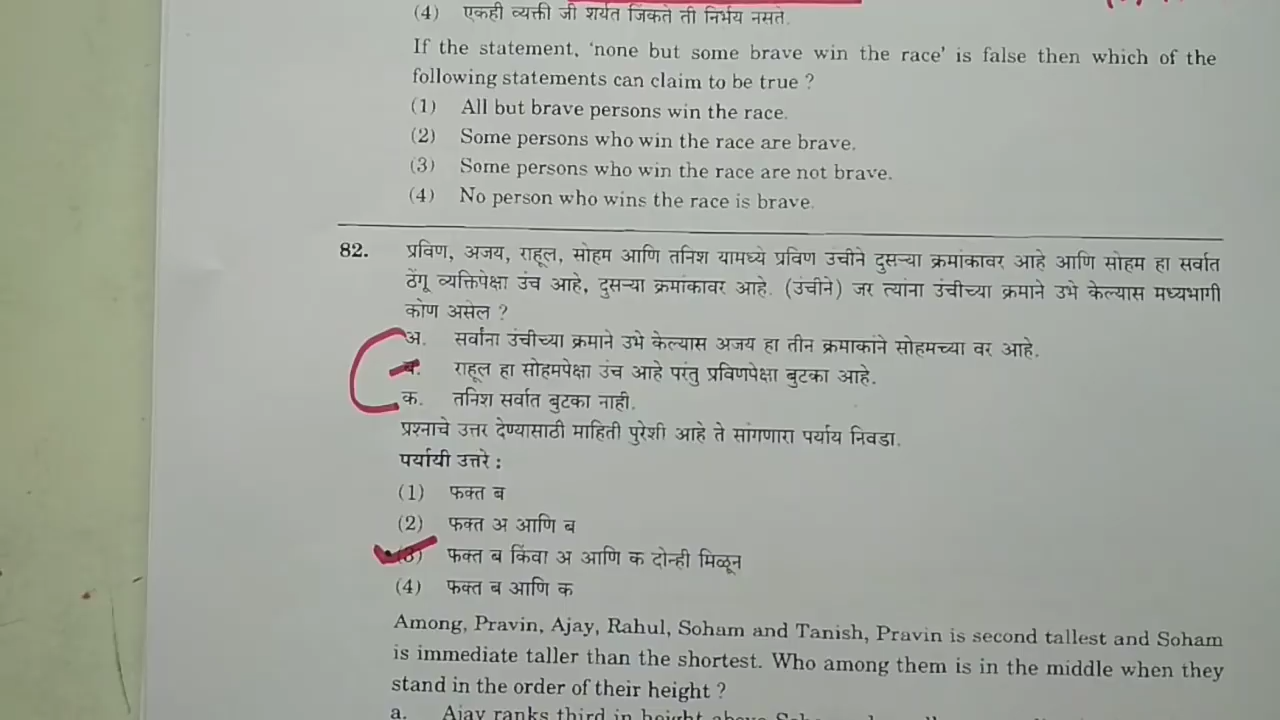 (4) एकही व्यक्ती जी शर्यत जिंकते ती निर्भय नसते.
If the statement, ‘none but some brave win the race’ is false then which of the
following statements can claim to be true ?
(1) All but brave persons win the race.
(2) Some persons who win the race are brave.
(3) Some persons who win the race are not brave.
(4) No person who wins the race is brave.
82. प्रविण, अजय, राहूल, सोहम आणि तनिश यामध्ये प्रविण उंचीने दुसऱ्या क्रमांकावर आहे आणि सोहम हा सर्वात
ठेंगू व्यक्तिपेक्षा उंच आहे, दुसऱ्या क्रमांकावर आहे. (उंचीने) जर त्यांना उंचीच्या क्रमाने उभे केल्यास मध्यभागी
कोण असेल ?
अ. सर्वांना उंचीच्या क्रमाने उभे केल्यास अजय हा तीन क्रमाकांने सोहमच्या वर आहे.
ब. राहूल हा सोहमपेक्षा उंच आहे परंतु प्रविणपेक्षा बुटका आहे.
क. तनिश सर्वात बुटका नाही.
प्रश्नाचे उत्तर देण्यासाठी माहिती पुरेशी आहे ते सांगणारा पर्याय निवडा.
पर्यायी उत्तरे :
(1) फक्त ब
(2) फक्त अ आणि ब
(3) फक्त ब किंवा अ आणि क दोन्ही मिळून
(4) फक्त ब आणि क
Among, Pravin, Ajay, Rahul, Soham and Tanish, Pravin is second tallest and Soham
is immediate taller than the shortest. Who among them is in the middle when they
stand in the order of their height ?
a. Ajay ranks third in height above